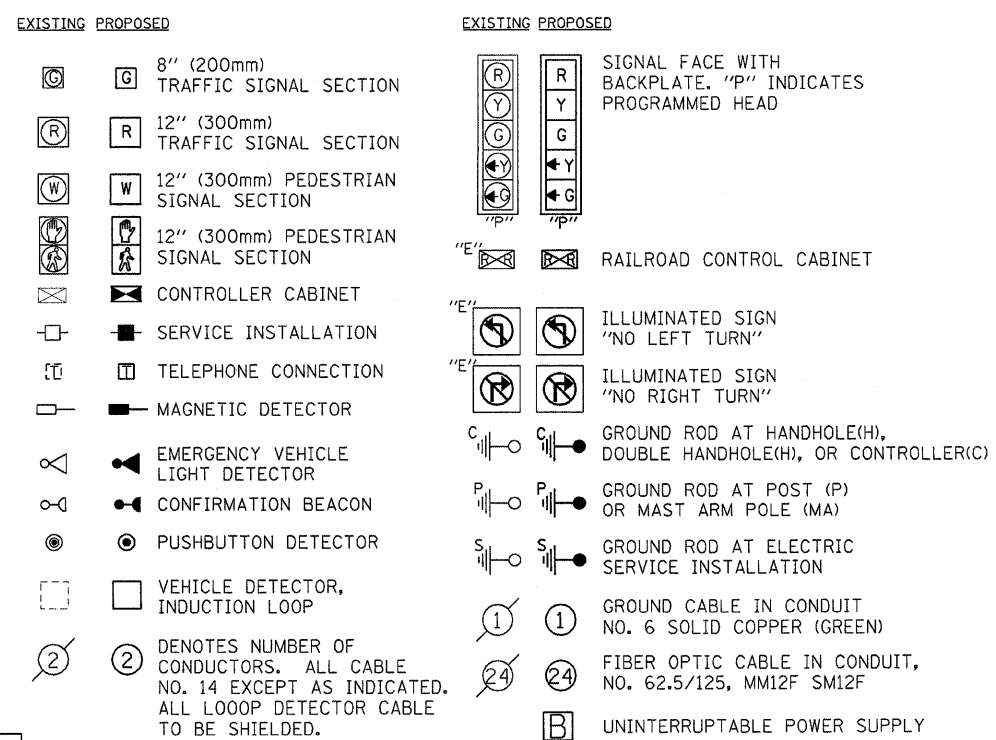 EXISTING PROPOSED
G G 8" (200mm)
TRAFFIC SIGNAL SECTION
R R 12" (300mm)
TRAFFIC SIGNAL SECTION
W W 12" (300mm) PEDESTRIAN
SIGNAL SECTION
12" (300mm) PEDESTRIAN
SIGNAL SECTION
CONTROLLER CABINET
SERVICE INSTALLATION
T T TELEPHONE CONNECTION
MAGNETIC DETECTOR
EMERGENCY VEHICLE
LIGHT DETECTOR
CONFIRMATION BEACON
PUSHBUTTON DETECTOR
VEHICLE DETECTOR,
INDUCTION LOOP
2 2 DENOTES NUMBER OF
CONDUCTORS. ALL CABLE
NO. 14 EXCEPT AS INDICATED.
ALL LOOOP DETECTOR CABLE
TO BE SHIELDED.
EXISTING PROPOSED
R R SIGNAL FACE WITH
Y Y BACKPLATE. "P" INDICATES
G G PROGRAMMED HEAD
Y Y
G G
"P" "P"
"E" R R R R RAILROAD CONTROL CABINET
"E" ILLUMINATED SIGN
"NO LEFT TURN"
"E" ILLUMINATED SIGN
"NO RIGHT TURN"
C C GROUND ROD AT HANDHOLE(H),
DOUBLE HANDHOLE(H), OR CONTROLLER(C)
P P GROUND ROD AT POST (P)
OR MAST ARM POLE (MA)
S S GROUND ROD AT ELECTRIC
SERVICE INSTALLATION
1 1 GROUND CABLE IN CONDUIT
NO. 6 SOLID COPPER (GREEN)
24 24 FIBER OPTIC CABLE IN CONDUIT,
NO. 62.5/125, MM12F SM12F
B UNINTERRUPTABLE POWER SUPPLY